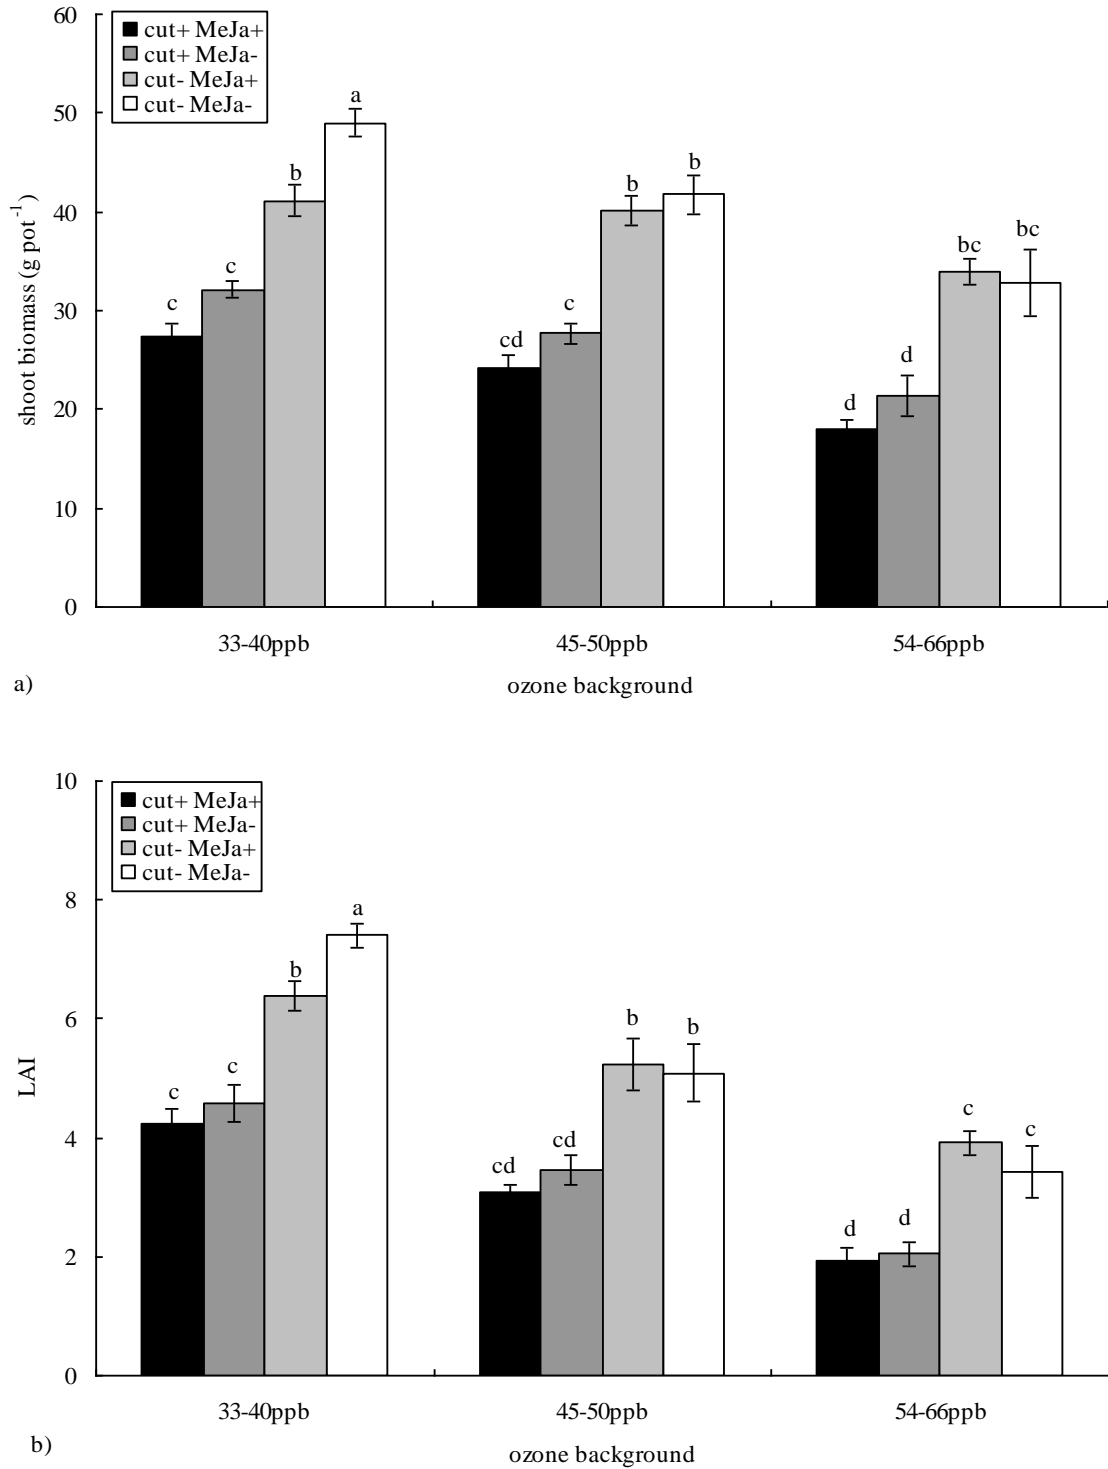 60
50
40
30
20
10
0
shoot biomass (g pot⁻¹)
cut+ MeJa+
cut+ MeJa-
cut- MeJa+
cut- MeJa-
c
c
b
a
cd
c
b
b
d
d
bc
bc
33-40ppb
45-50ppb
54-66ppb
a)
ozone background
10
8
6
4
2
0
LAI
cut+ MeJa+
cut+ MeJa-
cut- MeJa+
cut- MeJa-
c
c
b
a
cd
cd
b
b
d
d
c
c
33-40ppb
45-50ppb
54-66ppb
b)
ozone background